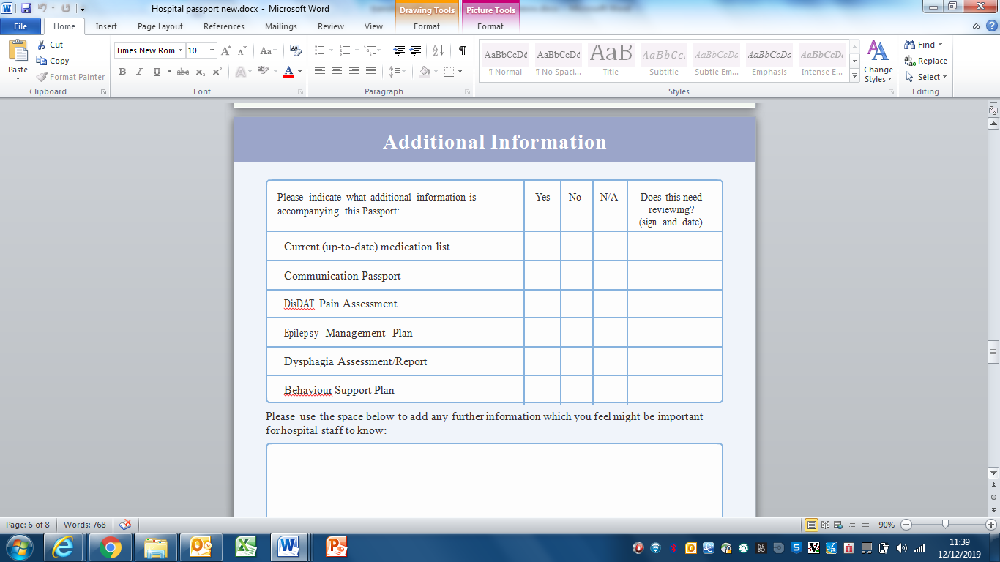 Hospital passport new.docx - Microsoft Word
Drawing Tools
Picture Tools
File Home Insert Page Layout References Mailings Review View Format Format
Paste
Cut
Copy
Format Painter
Clipboard
Times New Rom 10
Font
Paragraph
AaBbCcDc AaBbCcDc AaB AaBbCc. AaBbCcDc AaBbCcDc AaBbCcDc
¶ Normal ¶ No Spaci... Title Subtitle Subtle Em... Emphasis Intense E...
Change Styles
Styles
Find
Replace
Select
Editing
Additional Information
Please indicate what additional information is
accompanying this Passport:
Yes No N/A
Does this need
reviewing?
(sign and date)
Current (up-to-date) medication list
Communication Passport
DisDAT Pain Assessment
Epilepsy Management Plan
Dysphagia Assessment/Report
Behaviour Support Plan
Please use the space below to add any further information which you feel might be important
for hospital staff to know:
Page: 6 of 8 Words: 768 90%
11:39
12/12/2019